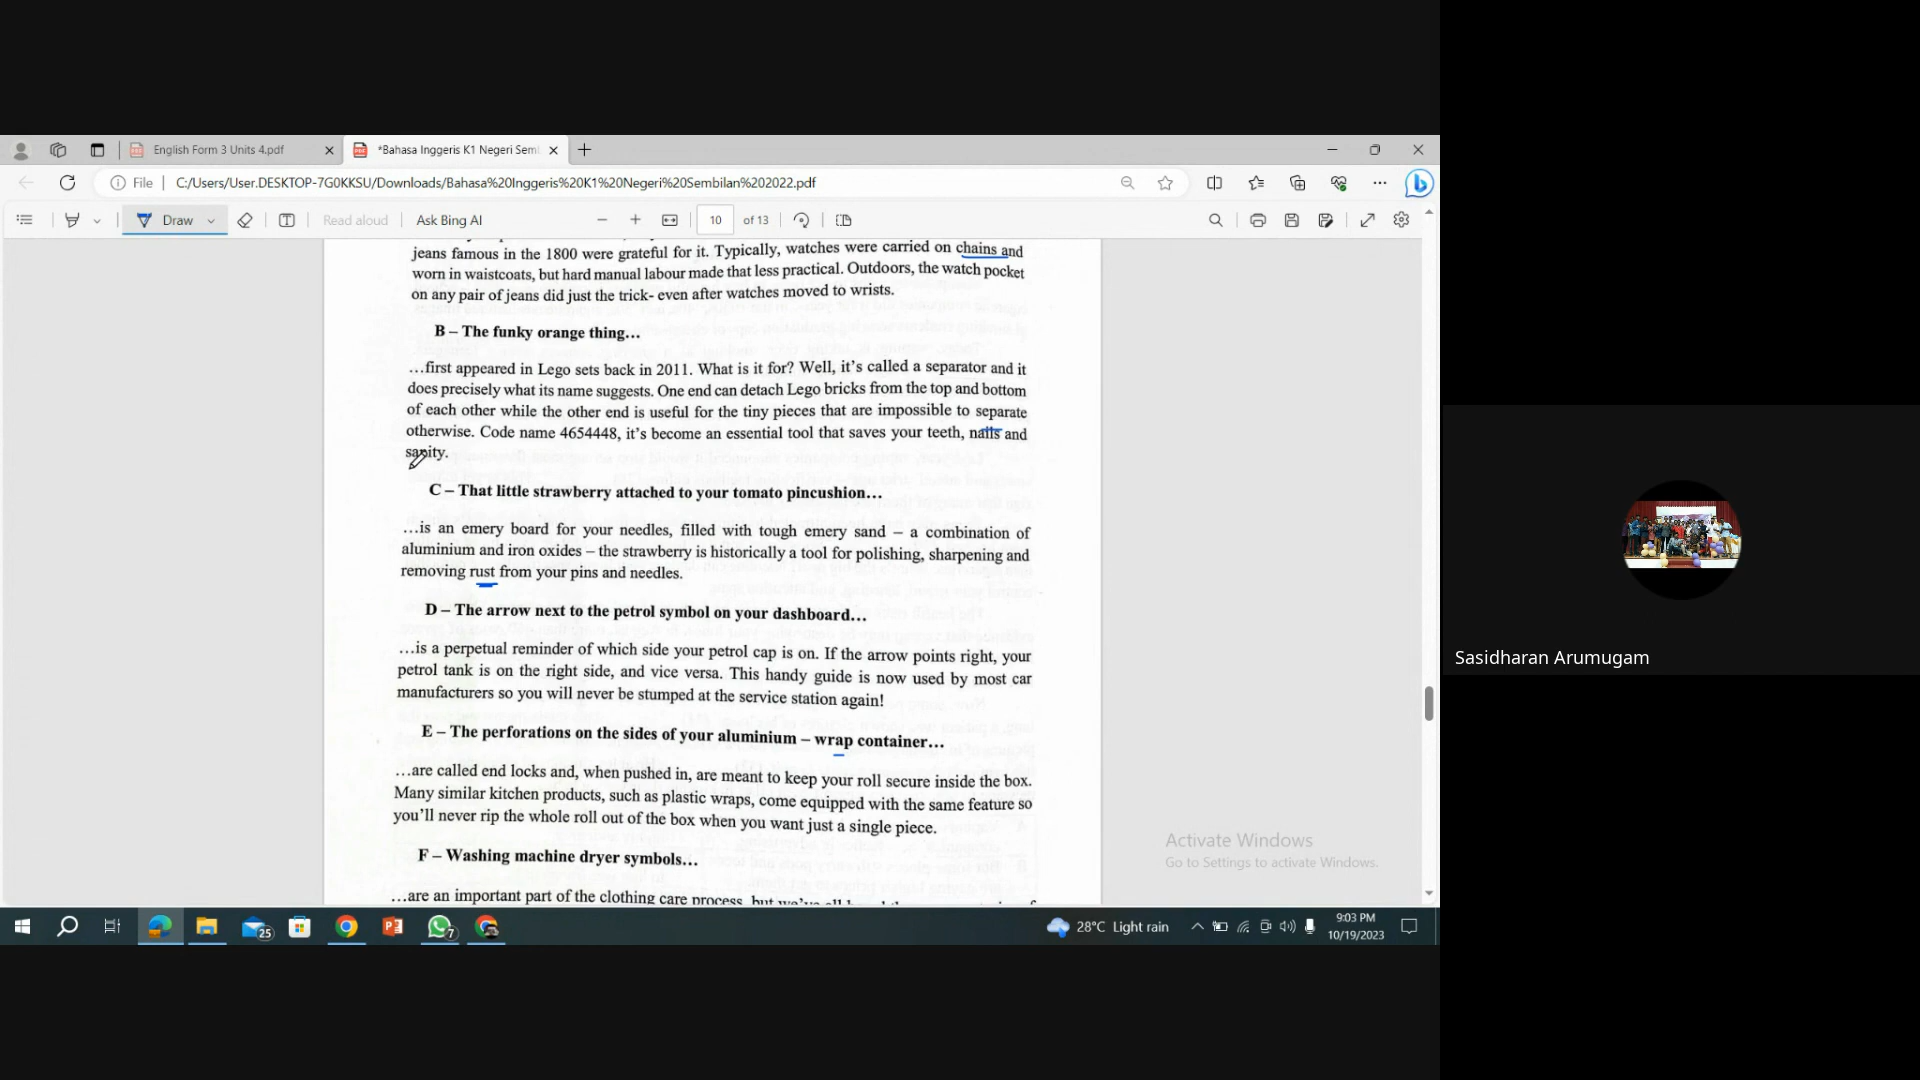 English Form 3 Units 4.pdf
*Bahasa Inggeris K1 Negeri Sem
File
C:/Users/User.DESKTOP-7G0KKSU/Downloads/Bahasa%20Inggeris%20K1%20Negeri%20Sembilan%202022.pdf
Draw
Read aloud
Ask Bing AI
10 of 13
jeans famous in the 1800 were grateful for it. Typically, watches were carried on chains and
worn in waistcoats, but hard manual labour made that less practical. Outdoors, the watch pocket
on any pair of jeans did just the trick- even after watches moved to wrists.
B – The funky orange thing…
…first appeared in Lego sets back in 2011. What is it for? Well, it’s called a separator and it
does precisely what its name suggests. One end can detach Lego bricks from the top and bottom
of each other while the other end is useful for the tiny pieces that are impossible to separate
otherwise. Code name 4654448, it’s become an essential tool that saves your teeth, nails and
sanity.
C – That little strawberry attached to your tomato pincushion…
…is an emery board for your needles, filled with tough emery sand – a combination of
aluminium and iron oxides – the strawberry is historically a tool for polishing, sharpening and
removing rust from your pins and needles.
D – The arrow next to the petrol symbol on your dashboard…
…is a perpetual reminder of which side your petrol cap is on. If the arrow points right, your
petrol tank is on the right side, and vice versa. This handy guide is now used by most car
manufacturers so you will never be stumped at the service station again!
E – The perforations on the sides of your aluminium – wrap container…
…are called end locks and, when pushed in, are meant to keep your roll secure inside the box.
Many similar kitchen products, such as plastic wraps, come equipped with the same feature so
you’ll never rip the whole roll out of the box when you want just a single piece.
F – Washing machine dryer symbols…
…are an important part of the clothing care process, but we’ve all
Activate Windows
Go to Settings to activate Windows.
Sasidharan Arumugam
25
7
28°C Light rain
9:03 PM
10/19/2023